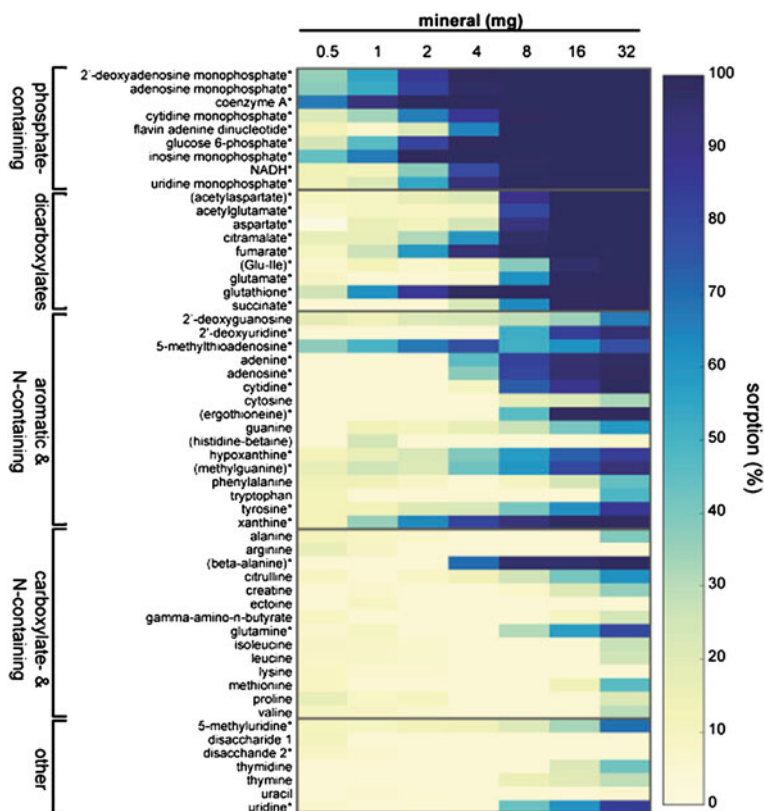 mineral (mg)
0.5 1 2 4 8 16 32
phosphate-
containing
2`-deoxyadenosine monophosphate*
adenosine monophosphate*
coenzyme A*
cytidine monophosphate*
flavin adenine dinucleotide*
glucose 6-phosphate*
inosine monophosphate*
NADH*
uridine monophosphate*
dicarboxylates
(acetylaspartate)*
acetylglutamate*
aspartate*
citramalate*
fumarate*
(Glu-Ile)*
glutamate*
glutathione*
succinate*
aromatic &
N-containing
2`-deoxyguanosine
2'-deoxyuridine*
5-methylthioadenosine*
adenine*
adenosine*
cytidine*
cytosine
(ergothioneine)*
guanine
(histidine-betaine)
hypoxanthine*
(methylguanine)*
phenylalanine
tryptophan
tyrosine*
xanthine*
carboxylate- &
N-containing
alanine
arginine
(beta-alanine)*
citrulline
creatine
ectoine
gamma-amino-n-butyrate
glutamine*
isoleucine
leucine
lysine
methionine
proline
valine
other
5-methyluridine*
disaccharide 1
disaccharide 2*
thymidine
thymine
uracil
uridine*
100
90
80
70
60
50
40
30
20
10
0
sorption (%)